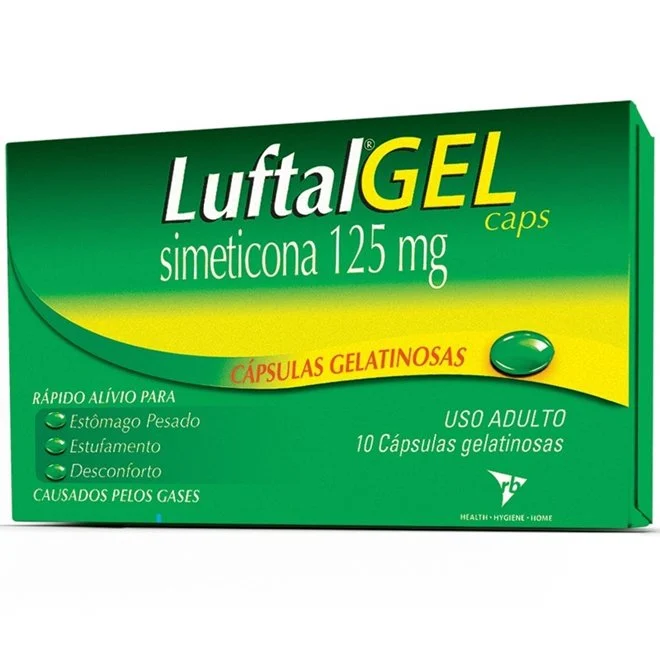 Luftal®GEL
caps
simeticona 125 mg
CÁPSULAS GELATINOSAS
RÁPIDO ALÍVIO PARA
Estômago Pesado
Estufamento
Desconforto
CAUSADOS PELOS GASES
USO ADULTO
10 Cápsulas gelatinosas
rb
HEALTH • HYGIENE • HOME